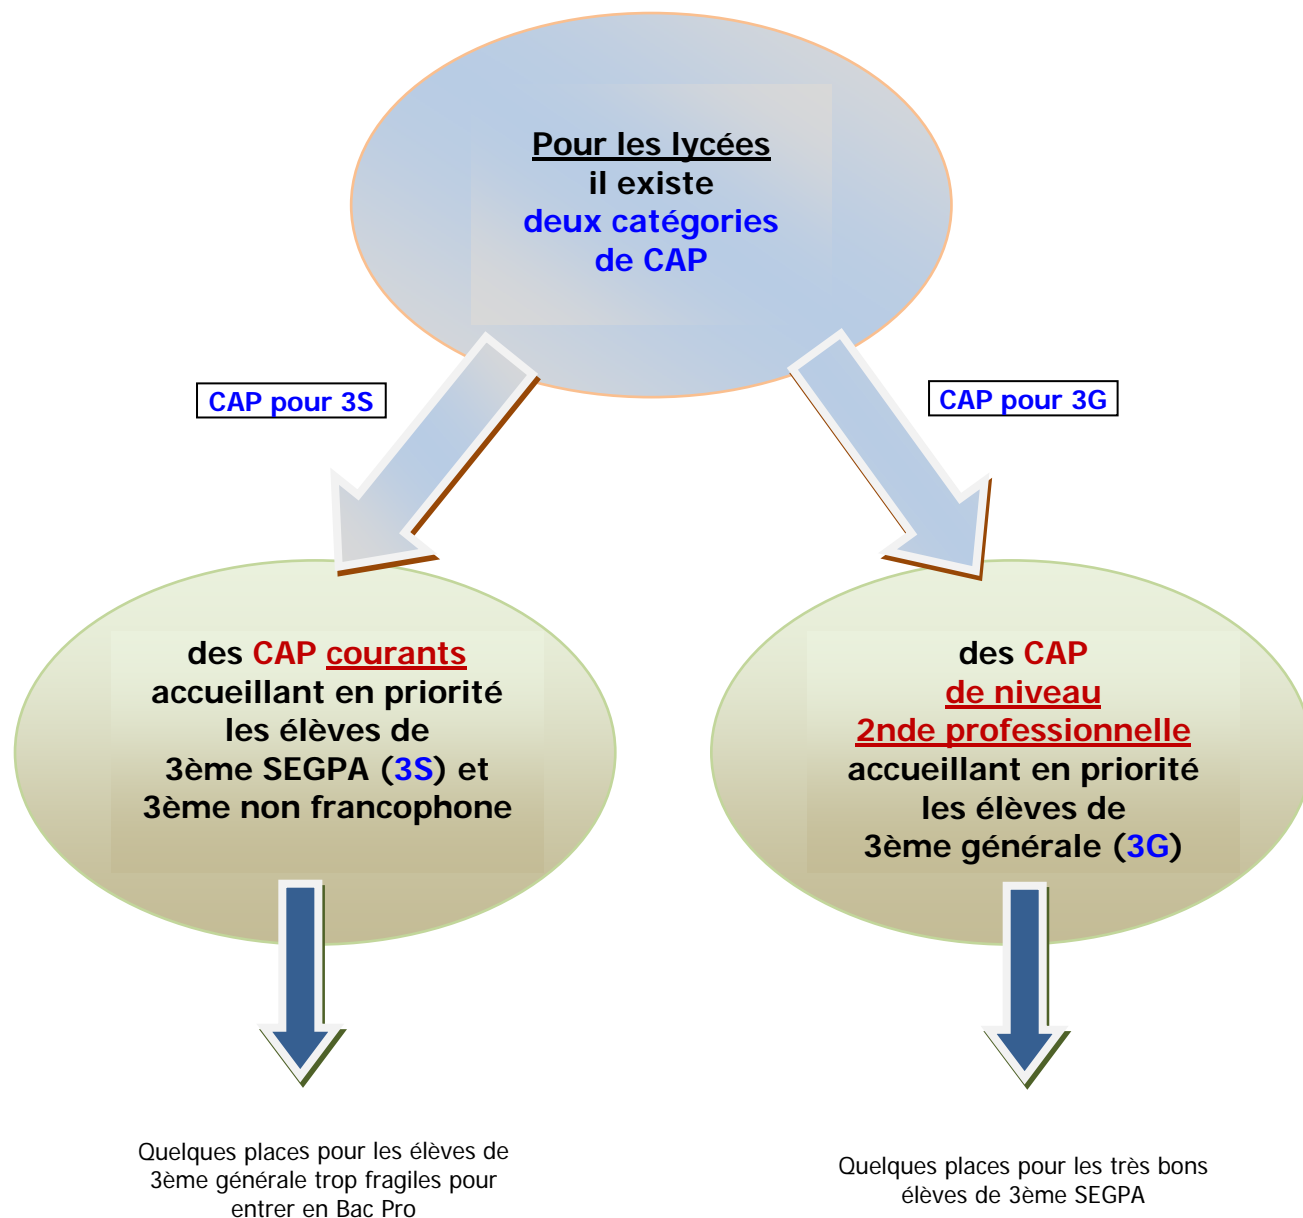 Pour les lycées
il existe
deux catégories
de CAP
CAP pour 3S
CAP pour 3G
des CAP courants
accueillant en priorité
les élèves de
3ème SEGPA (3S) et
3ème non francophone
des CAP
de niveau
2nde professionnelle
accueillant en priorité
les élèves de
3ème générale (3G)
Quelques places pour les élèves de
3ème générale trop fragiles pour
entrer en Bac Pro
Quelques places pour les très bons
élèves de 3ème SEGPA